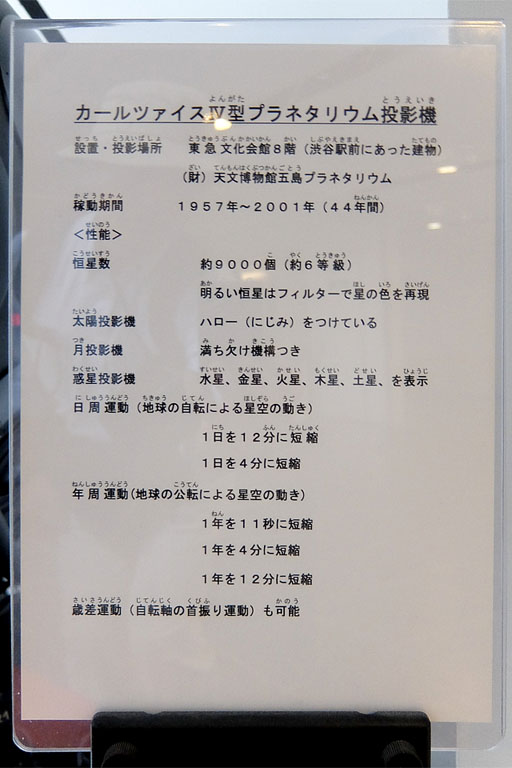 カールツァイスⅣ型プラネタリウム投影機
設置・投影場所　東急文化会館８階（渋谷駅前にあった建物）
（財）天文博物館五島プラネタリウム
稼動期間　１９５７年～２００１年（４４年間）
＜性能＞
恒星数　約９０００個（約６等級）
明るい恒星はフィルターで星の色を再現
太陽投影機　ハロー（にじみ）をつけている
月投影機　満ち欠け機構つき
惑星投影機　水星、金星、火星、木星、土星、を表示
日周運動（地球の自転による星空の動き）
１日を１２分に短縮
１日を４分に短縮
年周運動（地球の公転による星空の動き）
１年を１１秒に短縮
１年を４分に短縮
１年を１２分に短縮
歳差運動（自転軸の首振り運動）も可能